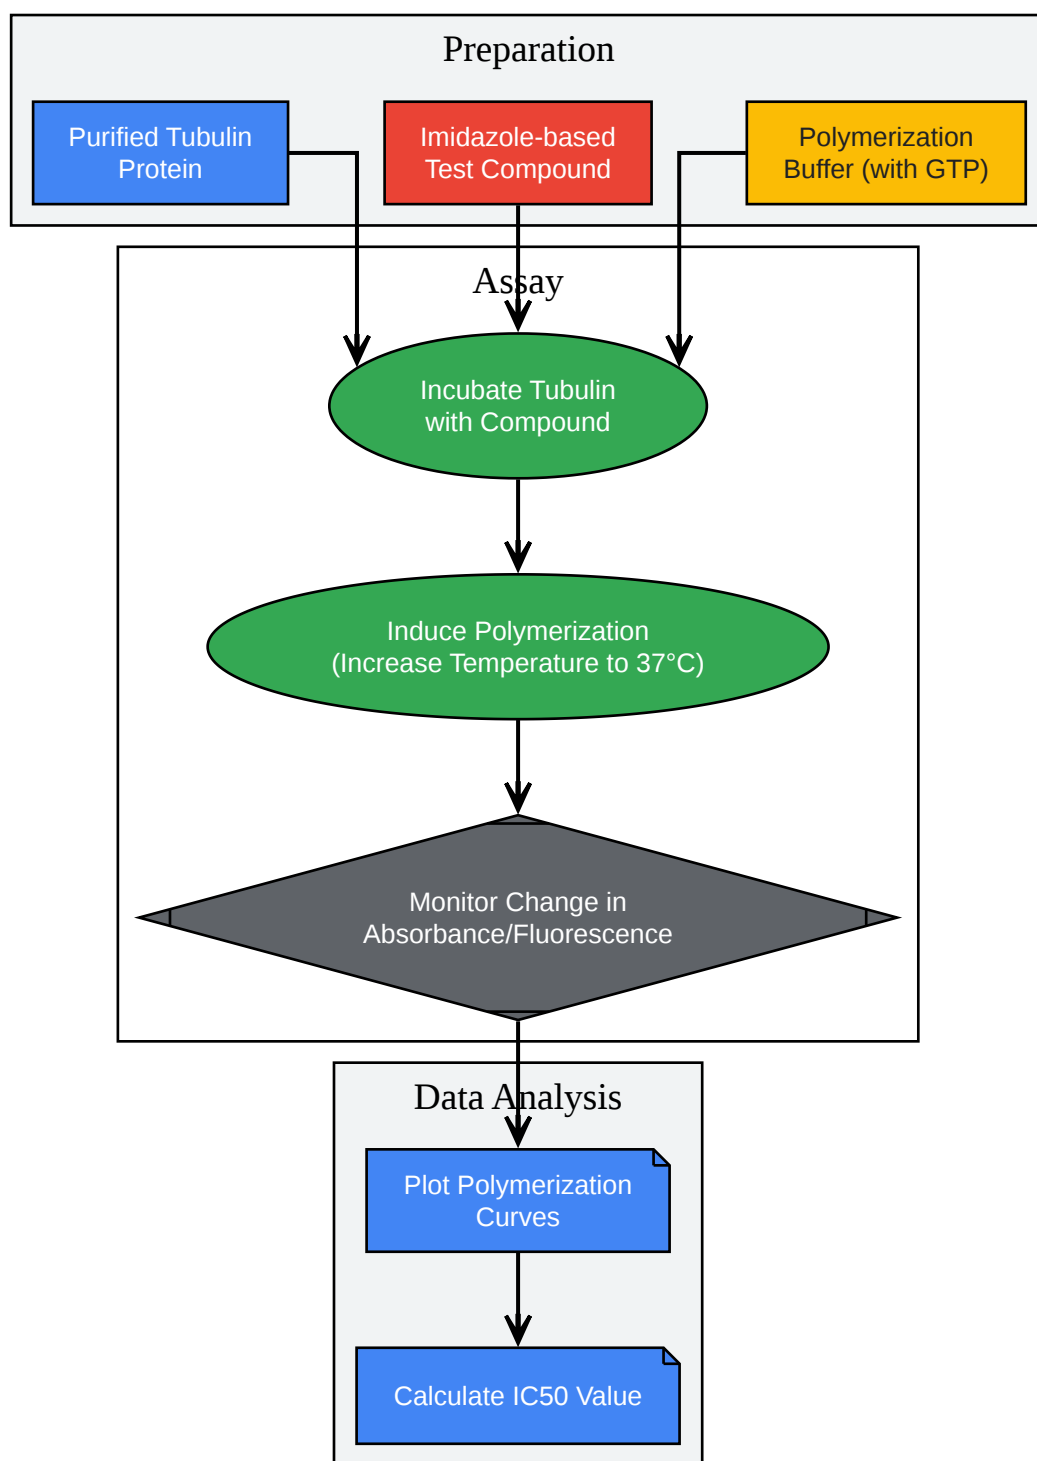 Preparation
Purified Tubulin
Protein
Imidazole-based
Test Compound
Polymerization
Buffer (with GTP)
Assay
Incubate Tubulin
with Compound
Induce Polymerization
(Increase Temperature to 37°C)
Monitor Change in
Absorbance/Fluorescence
Data Analysis
Plot Polymerization
Curves
Calculate IC50 Value